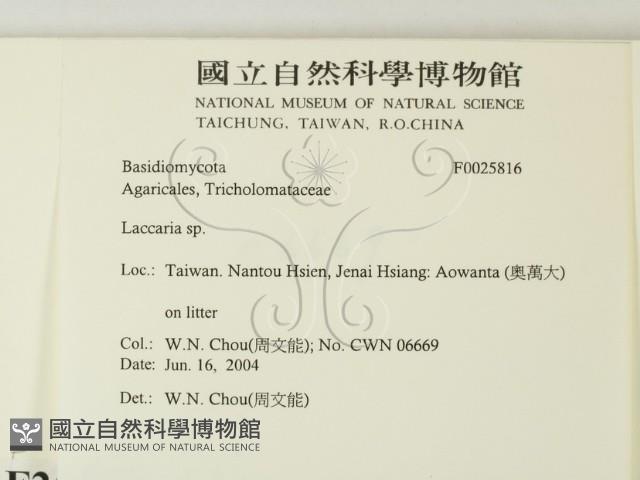 國立自然科學博物館
NATIONAL MUSEUM OF NATURAL SCIENCE
TAICHUNG, TAIWAN, R.O.CHINA
Basidiomycota F0025816
Agaricales, Tricholomataceae
Laccaria sp.
Loc.: Taiwan. Nantou Hsien, Jenai Hsiang: Aowanta (奧萬大)
on litter
Col.: W.N. Chou(周文能); No. CWN 06669
Date: Jun. 16, 2004
Det.: W.N. Chou(周文能)
國立自然科學博物館
NATIONAL MUSEUM OF NATURAL SCIENCE